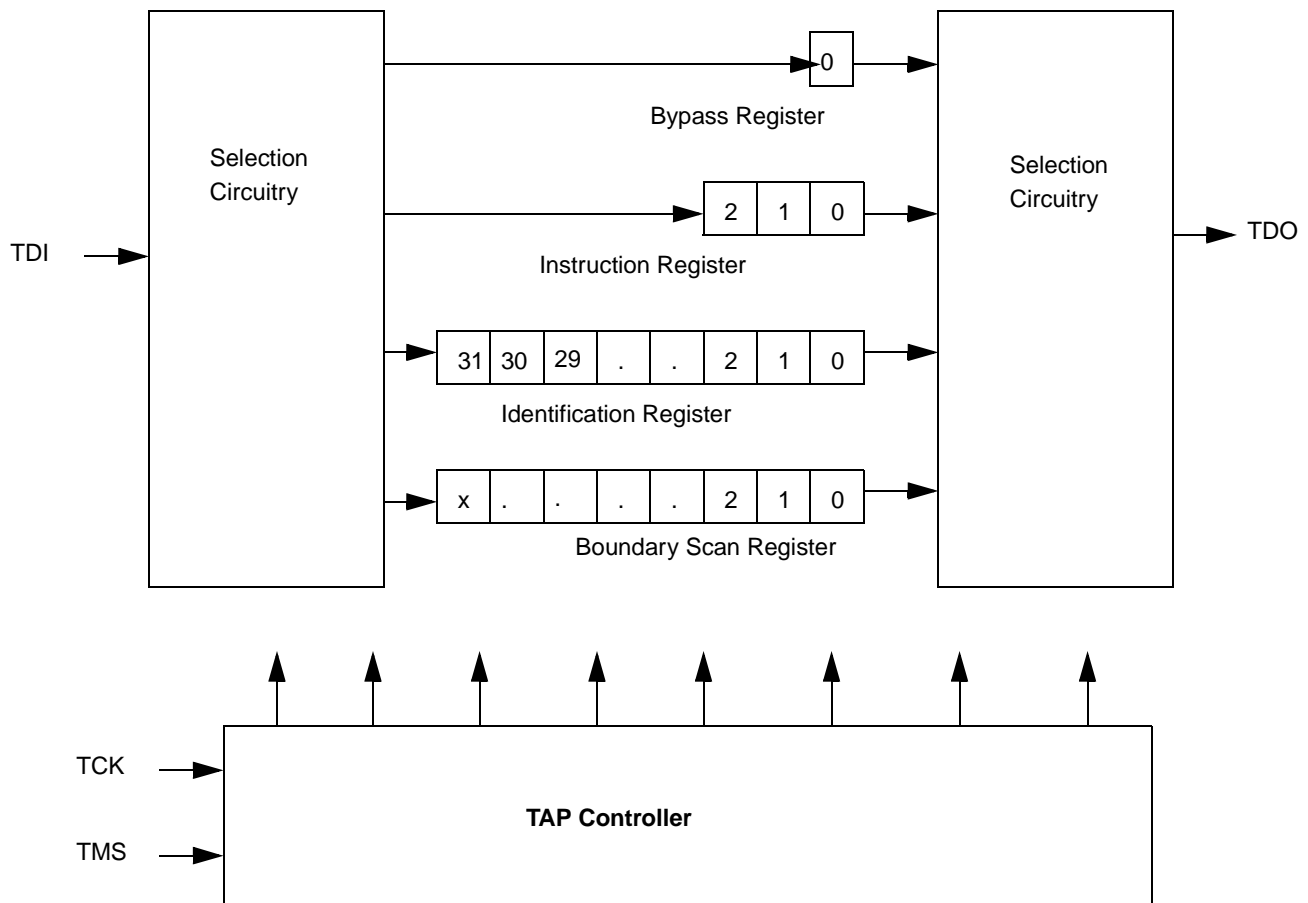 0
Bypass Register
Selection
Circuitry
Selection
Circuitry
2 1 0
TDI
TDO
Instruction Register
31 30 29 . . 2 1 0
Identification Register
x . . . . 2 1 0
Boundary Scan Register
TCK
TAP Controller
TMS